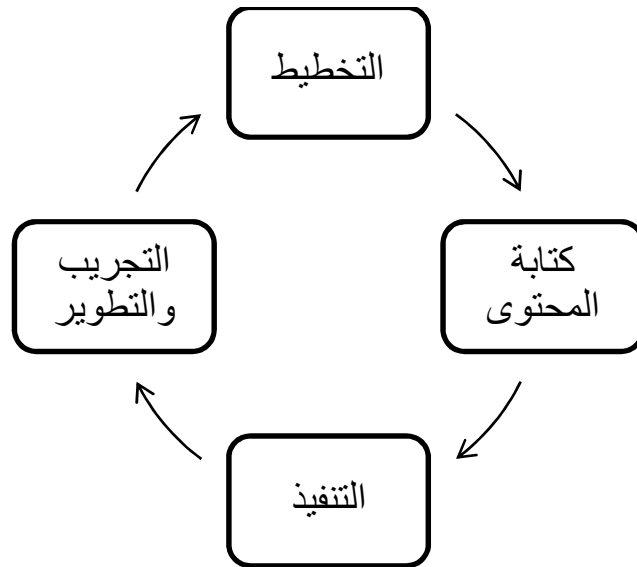 التخطيط
كتابة
المحتوى
التنفيذ
التجريب
والتطوير